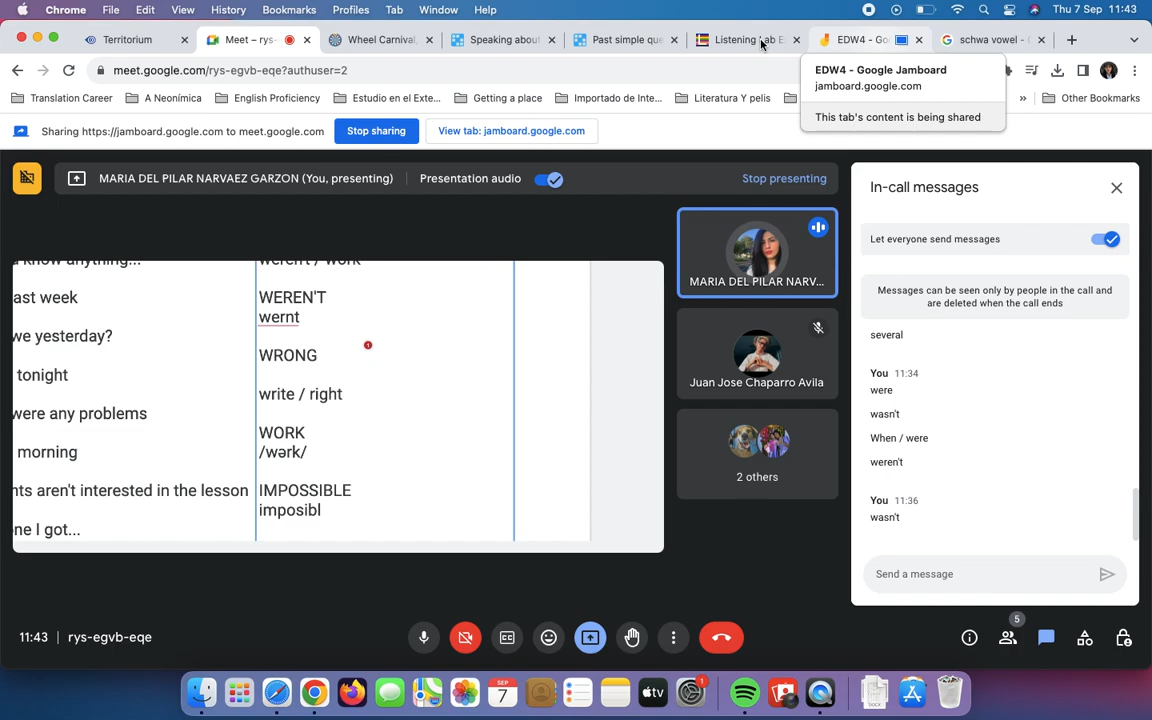 Chrome File Edit View History Bookmarks Profiles Tab Window Help Thu 7 Sep 11:43
Territorium Meet – rys- Wheel Carnival, Speaking about Past simple que Listening Lab E EDW4 - Goo schwa vowel - G
meet.google.com/rys-egvb-eqe?authuser=2
EDW4 - Google Jamboard
jamboard.google.com
This tab's content is being shared
Translation Career A Neonímica English Proficiency Estudio en el Exte... Getting a place Importado de Inte... Literatura Y pelis » Other Bookmarks
Sharing https://jamboard.google.com to meet.google.com Stop sharing View tab: jamboard.google.com
MARIA DEL PILAR NARVAEZ GARZON (You, presenting) Presentation audio Stop presenting
know anything...
weren't / work
ast week
WEREN'T
wernt
we yesterday?
WRONG
1
tonight
write / right
were any problems
WORK
morning
/wərk/
nts aren't interested in the lesson
IMPOSSIBLE
imposibl
ne I got...
MARIA DEL PILAR NARV...
Juan Jose Chaparro Avila
2 others
In-call messages
Let everyone send messages
Messages can be seen only by people in the call and
are deleted when the call ends
several
You 11:34
were
wasn't
When / were
weren't
You 11:36
wasn't
Send a message
11:43 | rys-egvb-eqe
5
SEP
7
tv
1
DOCX